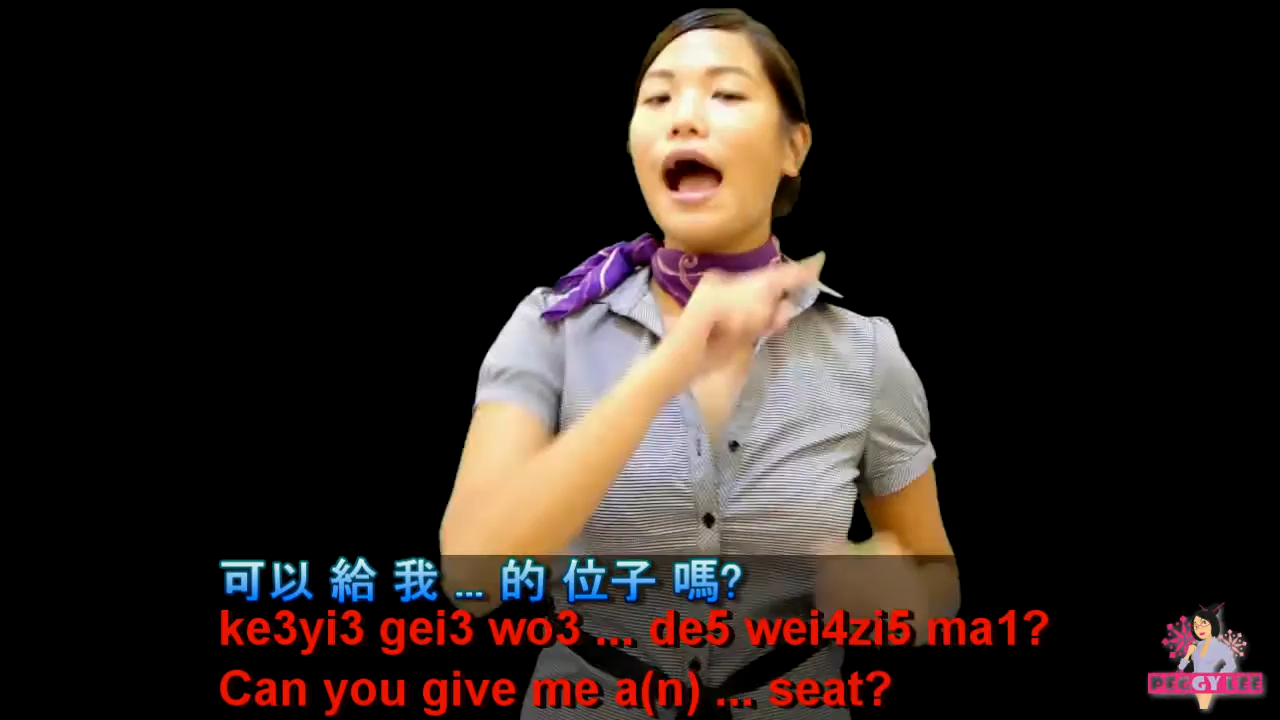 可以 給 我 ... 的 位子 嗎?
ke3yi3 gei3 wo3 ... de5 wei4zi5 ma1?
Can you give me a(n) ... seat?
PEGGY LEE